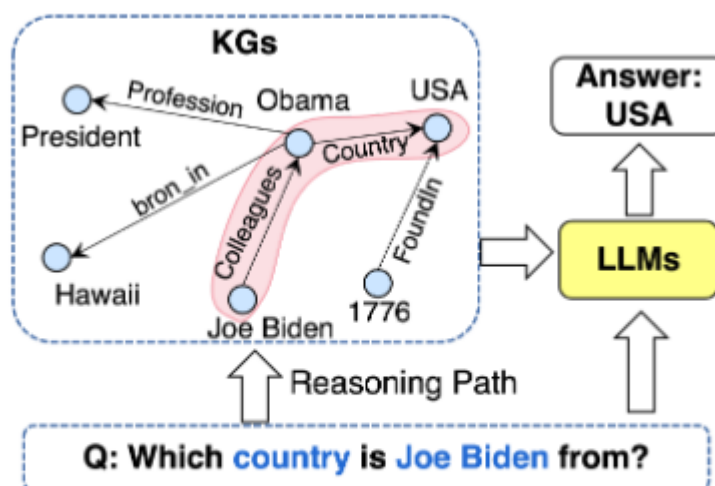 KGs
Profession
Obama
USA
President
Country
bron_in
Colleagues
FoundIn
Hawaii
Joe Biden
1776
Answer:
USA
LLMs
Reasoning Path
Q: Which country is Joe Biden from?